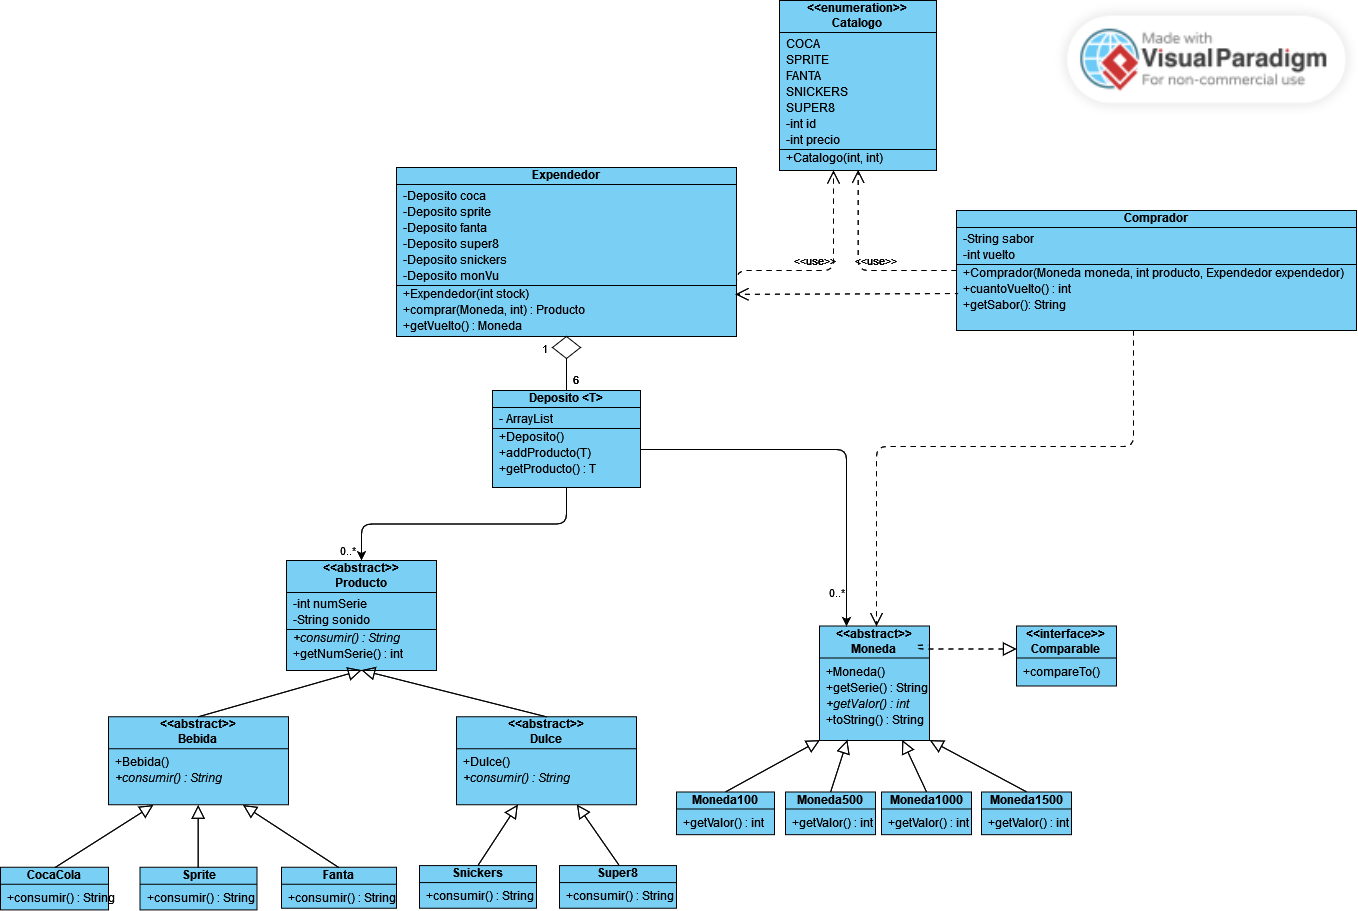 <<enumeration>>
Catalogo
COCA
SPRITE
FANTA
SNICKERS
SUPER8
-int id
-int precio
+Catalogo(int, int)
Made with
VisualParadigm
For non-commercial use
Expendedor
-Deposito coca
-Deposito sprite
-Deposito fanta
-Deposito super8
-Deposito snickers
-Deposito monVu
+Expendedor(int stock)
+comprar(Moneda, int) : Producto
+getVuelto() : Moneda
<<use>>
<<use>>
Comprador
-String sabor
-int vuelto
+Comprador(Moneda moneda, int producto, Expendedor expendedor)
+cuantoVuelto() : int
+getSabor(): String
1
6
Deposito <T>
- ArrayList
+Deposito()
+addProducto(T)
+getProducto() : T
0..*
<<abstract>>
Producto
-int numSerie
-String sonido
+consumir() : String
+getNumSerie() : int
0..*
<<abstract>>
Moneda
+Moneda()
+getSerie() : String
+getValor() : int
+toString() : String
<<interface>>
Comparable
+compareTo()
<<abstract>>
Bebida
+Bebida()
+consumir() : String
<<abstract>>
Dulce
+Dulce()
+consumir() : String
Moneda100
+getValor() : int
Moneda500
+getValor() : int
Moneda1000
+getValor() : int
Moneda1500
+getValor() : int
CocaCola
+consumir() : String
Sprite
+consumir() : String
Fanta
+consumir() : String
Snickers
+consumir() : String
Super8
+consumir() : String